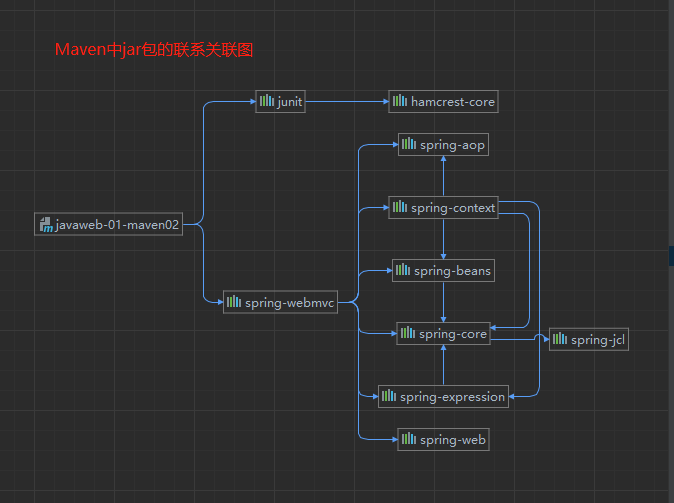 Maven中jar包的联系关联图
junit
hamcrest-core
spring-aop
spring-context
javaweb-01-maven02
spring-beans
spring-webmvc
spring-core
spring-jcl
spring-expression
spring-web